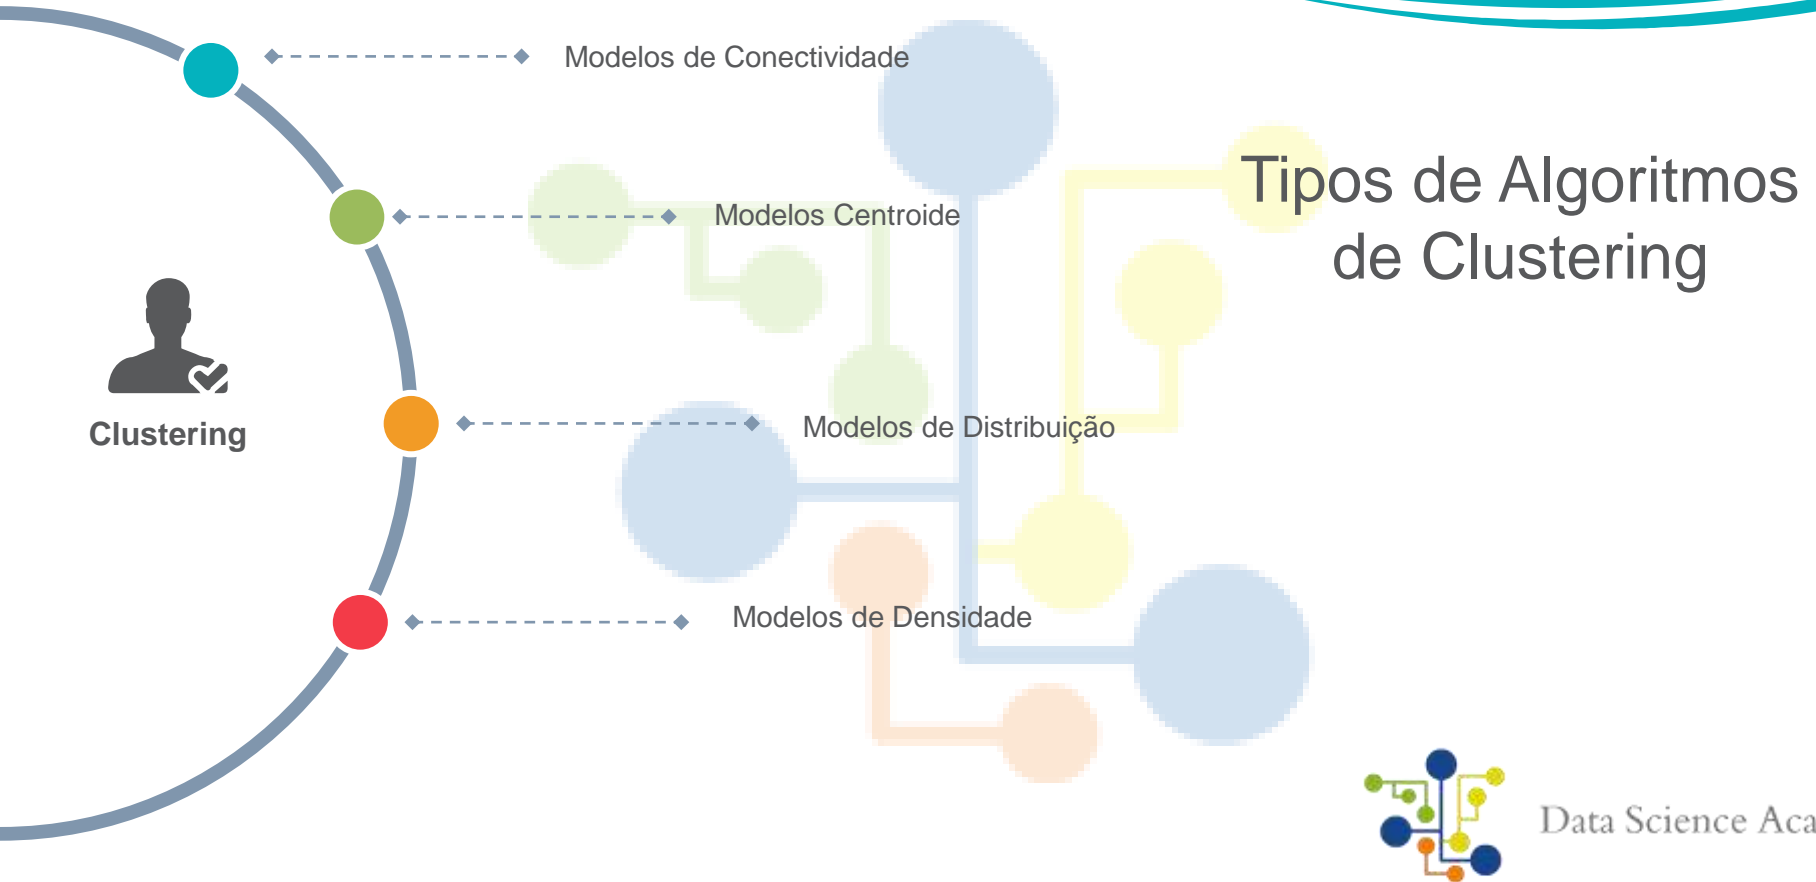 Modelos de Conectividade
Tipos de Algoritmos
de Clustering
Modelos Centroide
Clustering
Modelos de Distribuição
Modelos de Densidade
Data Science Aca